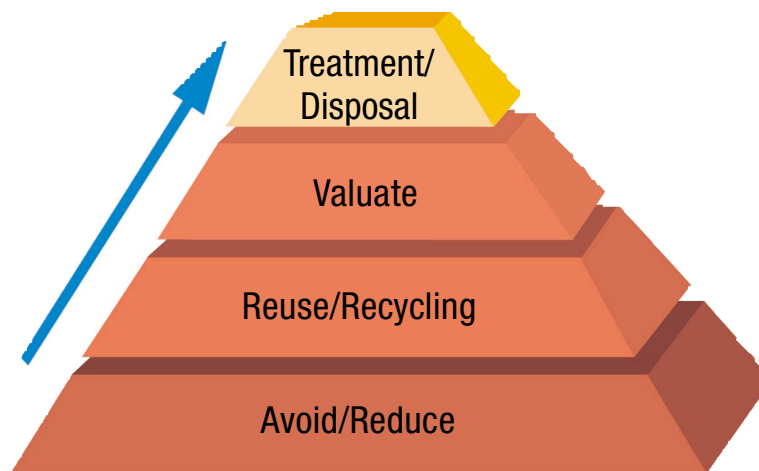 Treatment/
Disposal
Valuate
Reuse/Recycling
Avoid/Reduce